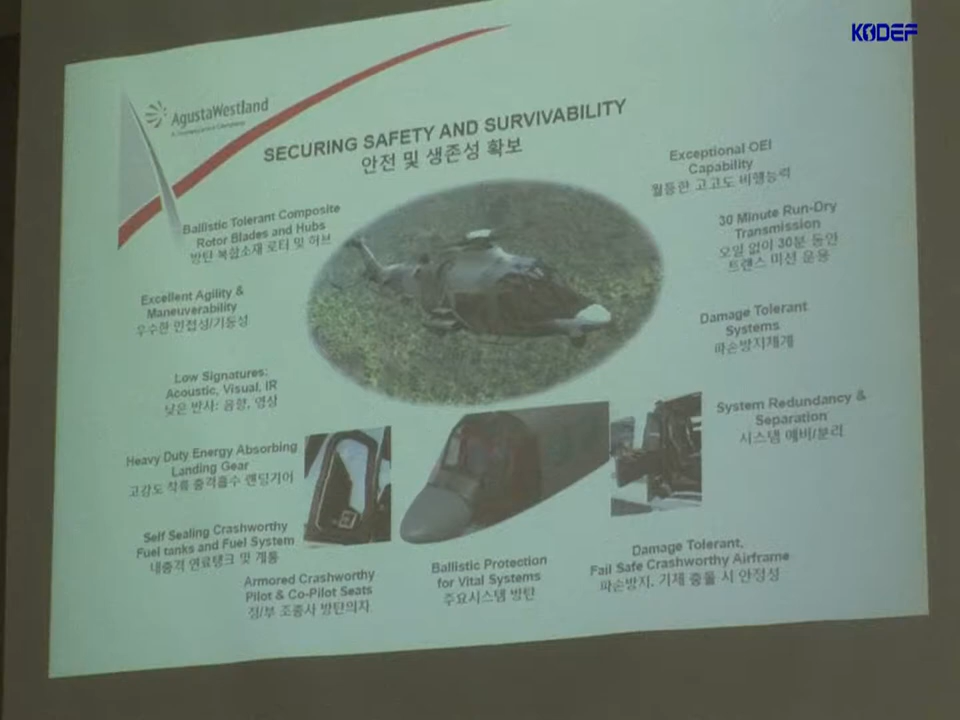 KODEF
AgustaWestland
A Finmeccanica Company
SECURING SAFETY AND SURVIVABILITY
안전 및 생존성 확보
Exceptional OEI
Capability
월등한 고고도 비행능력
Ballistic Tolerant Composite
Rotor Blades and Hubs
방탄 복합소재 로터 및 허브
30 Minute Run-Dry
Transmission
오일 없이 30분 동안
트랜스 미션 운용
Excellent Agility &
Maneuverability
우수한 민첩성/기동성
Damage Tolerant
Systems
파손방지체계
Low Signatures:
Acoustic, Visual, IR
낮은 반사: 음향, 영상
System Redundancy &
Separation
시스템 예비/분리
Heavy Duty Energy Absorbing
Landing Gear
고강도 착륙 충격흡수 랜딩기어
Self Sealing Crashworthy
Fuel tanks and Fuel System
내충격 연료탱크 및 계통
Armored Crashworthy
Pilot & Co-Pilot Seats
정/부 조종사 방탄의자
Ballistic Protection
for Vital Systems
주요시스템 방탄
Damage Tolerant,
Fail Safe Crashworthy Airframe
파손방지, 기체 충돌 시 안정성